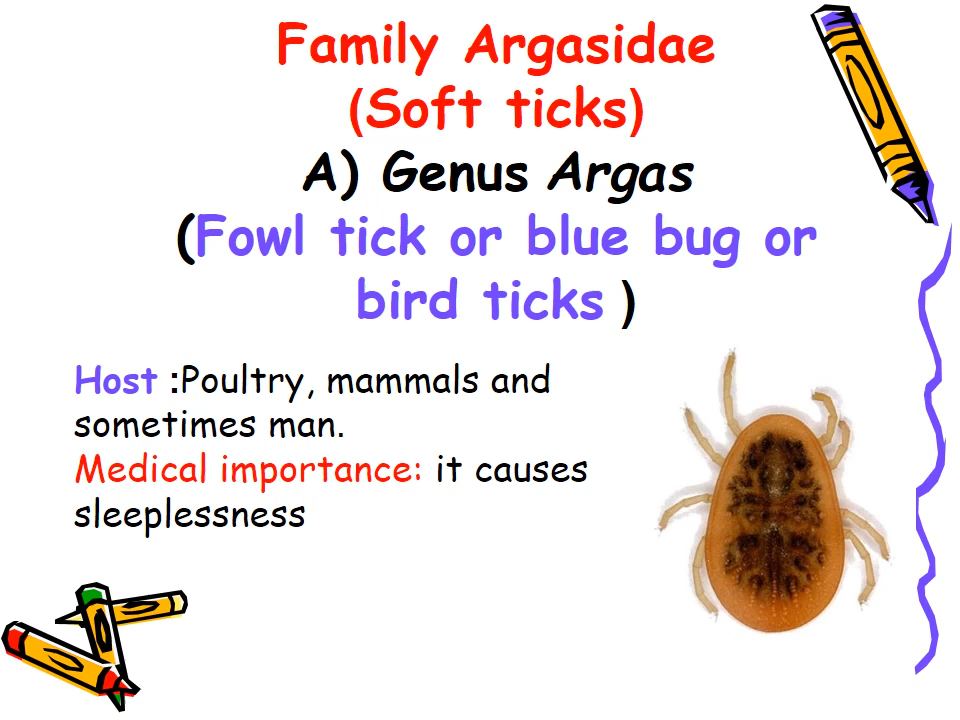 Family Argasidae
(Soft ticks)
A) Genus Argas
(Fowl tick or blue bug or
bird ticks )
Host :Poultry, mammals and
sometimes man.
Medical importance: it causes
sleeplessness